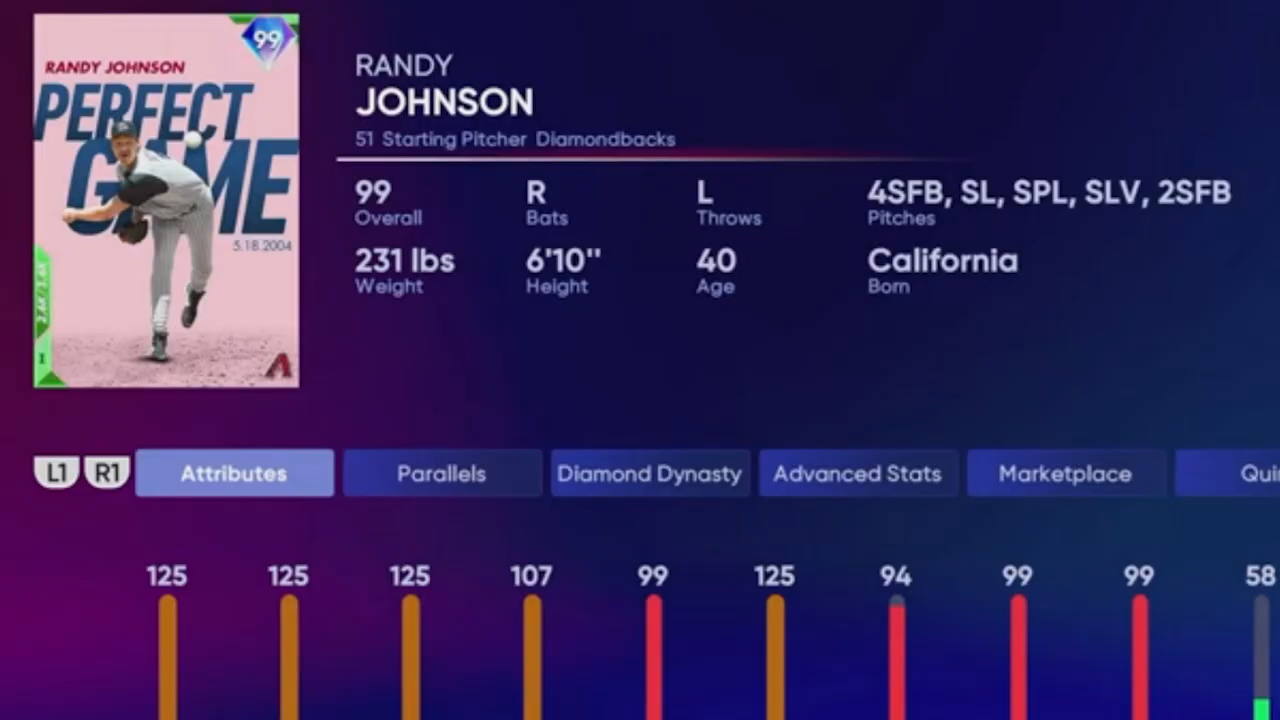 99
RANDY JOHNSON
PERFECT
GAME
5.18.2004
I
RANDY
JOHNSON
51 Starting Pitcher Diamondbacks
99 R L 4SFB, SL, SPL, SLV, 2SFB
Overall Bats Throws Pitches
231 lbs 6'10'' 40 California
Weight Height Age Born
L1 R1 Attributes Parallels Diamond Dynasty Advanced Stats Marketplace
125 125 125 107 99 125 94 99 99 58